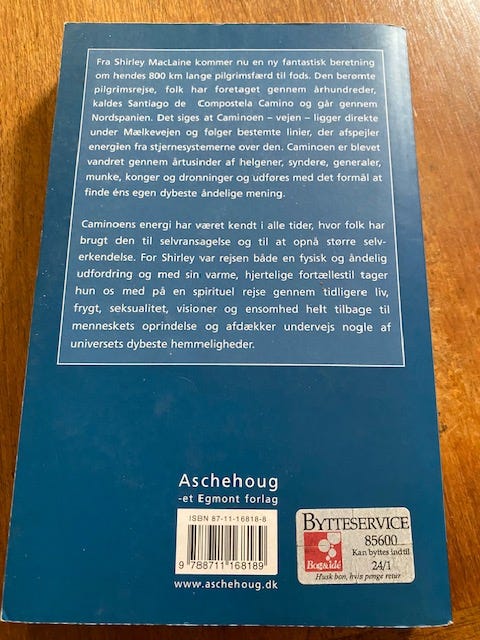 Fra Shirley MacLaine kommer nu en ny fantastisk beretning
om hendes 800 km lange pilgrimsfærd til fods. Den berømte
pilgrimsrejse, folk har foretaget gennem århundreder,
kaldes Santiago de Compostela Camino og går gennem
Nordspanien. Det siges at Caminoen – vejen – ligger direkte
under Mælkevejen og følger bestemte linier, der afspejler
energien fra stjernesystemerne over den. Caminoen er blevet
vandret gennem årtusinder af helgener, syndere, generaler,
munke, konger og dronninger og udføres med det formål at
finde éns egen dybeste åndelige mening.
Caminoens energi har været kendt i alle tider, hvor folk har
brugt den til selvransagelse og til at opnå større selv-
erkendelse. For Shirley var rejsen både en fysisk og åndelig
udfordring og med sin varme, hjertelige fortællestil tager
hun os med på en spirituel rejse gennem tidligere liv,
frygt, seksualitet, visioner og ensomhed helt tilbage til
menneskets oprindelse og afdækker undervejs nogle af
universets dybeste hemmeligheder.
Aschehoug
-et Egmont forlag
ISBN 87-11-16818-8
9 788711 168189
www.aschehoug.dk
BYTTESERVICE
85600
Kan byttes indtil
24/1
Bog&idé
Husk bon, hvis penge retur